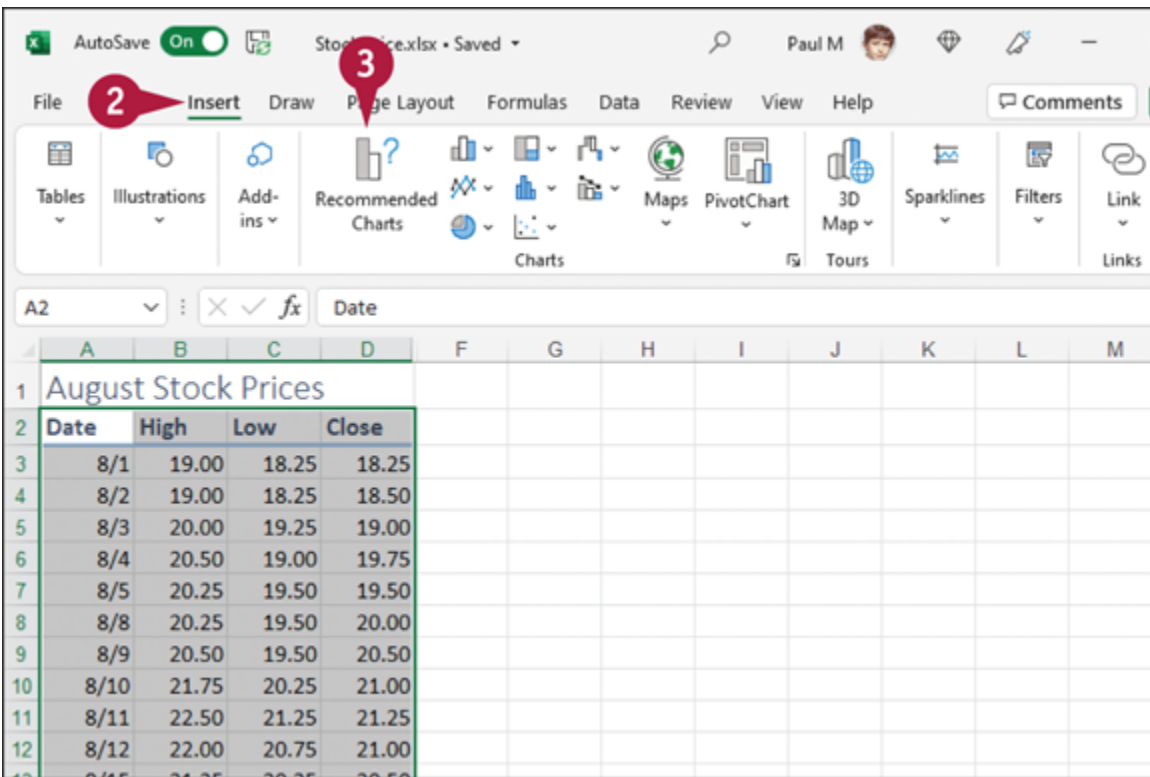 AutoSave On Saved Paul M
2 3
File Insert Draw Layout Formulas Data Review View Help Comments
Tables Illustrations Add- Recommended Maps PivotChart 3D Sparklines Filters Link
ins Charts Map
Charts Tours Links
A2 fx Date
A B C D F G H I J K L M
1 August Stock Prices
2 Date High Low Close
3 8/1 19.00 18.25 18.25
4 8/2 19.00 18.25 18.50
5 8/3 20.00 19.25 19.00
6 8/4 20.50 19.00 19.75
7 8/5 20.25 19.50 19.50
8 8/8 20.25 19.50 20.00
9 8/9 20.50 19.50 20.50
10 8/10 21.75 20.25 21.00
11 8/11 22.50 21.25 21.25
12 8/12 22.00 20.75 21.00